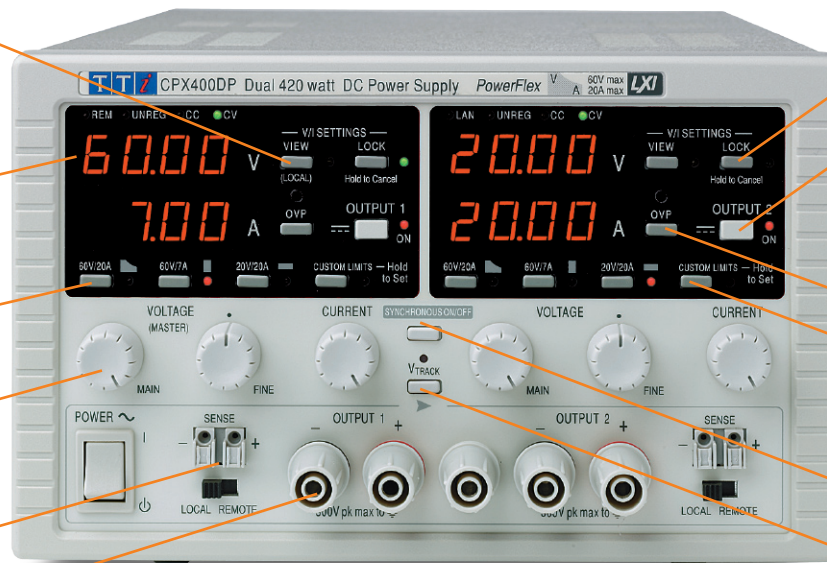 TTi CPX400DP Dual 420 watt DC Power Supply PowerFlex V A 60V max 20A max LXI
REM UNREG CC CV
60.00 V
7.00 A
V/I SETTINGS
VIEW LOCK
(LOCAL) Hold to Cancel
OVP OUTPUT 1
ON
60V/20A 60V/7A 20V/20A CUSTOM LIMITS — Hold to Set
LAN UNREG CC CV
20.00 V
20.00 A
V/I SETTINGS
VIEW LOCK
Hold to Cancel
OVP OUTPUT 2
ON
60V/20A 60V/7A 20V/20A CUSTOM LIMITS — Hold to Set
VOLTAGE (MASTER) CURRENT SYNCHRONOUS ON/OFF VOLTAGE CURRENT
MAIN FINE VTRACK MAIN FINE
POWER SENSE OUTPUT 1 OUTPUT 2 SENSE
I
− + − + − + − +
LOCAL REMOTE 300V pk max to 300V pk max to LOCAL REMOTE